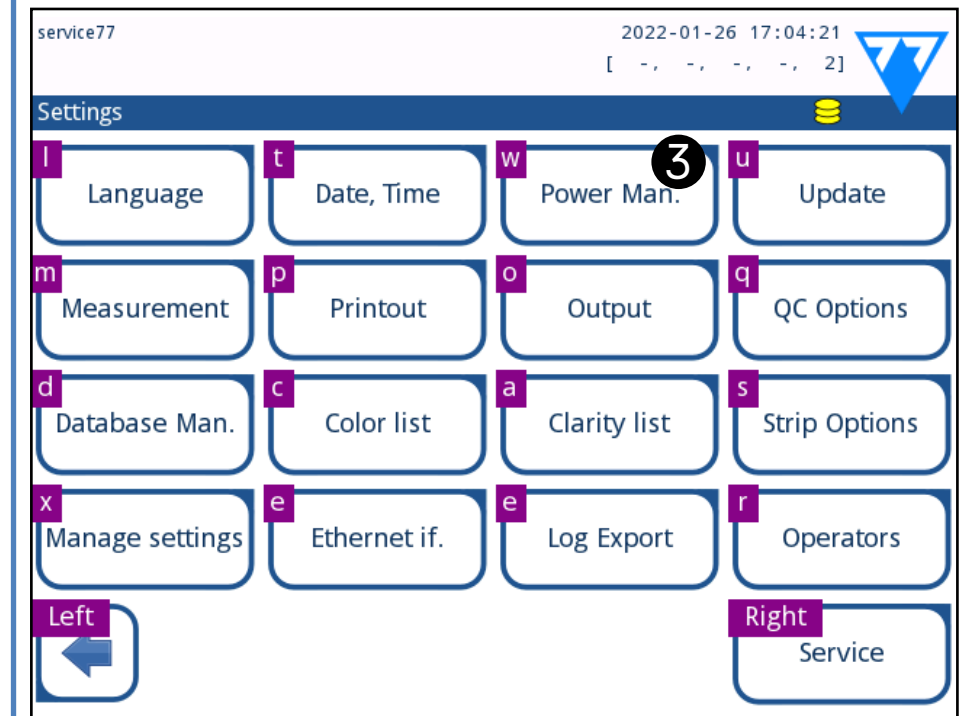 service77
2022-01-26 17:04:21
[ -, -, -, -, 2]
77
Settings
l t w 3 u
Language Date, Time Power Man. Update
m p o q
Measurement Printout Output QC Options
d c a s
Database Man. Color list Clarity list Strip Options
x e e r
Manage settings Ethernet if. Log Export Operators
Left Right
Service